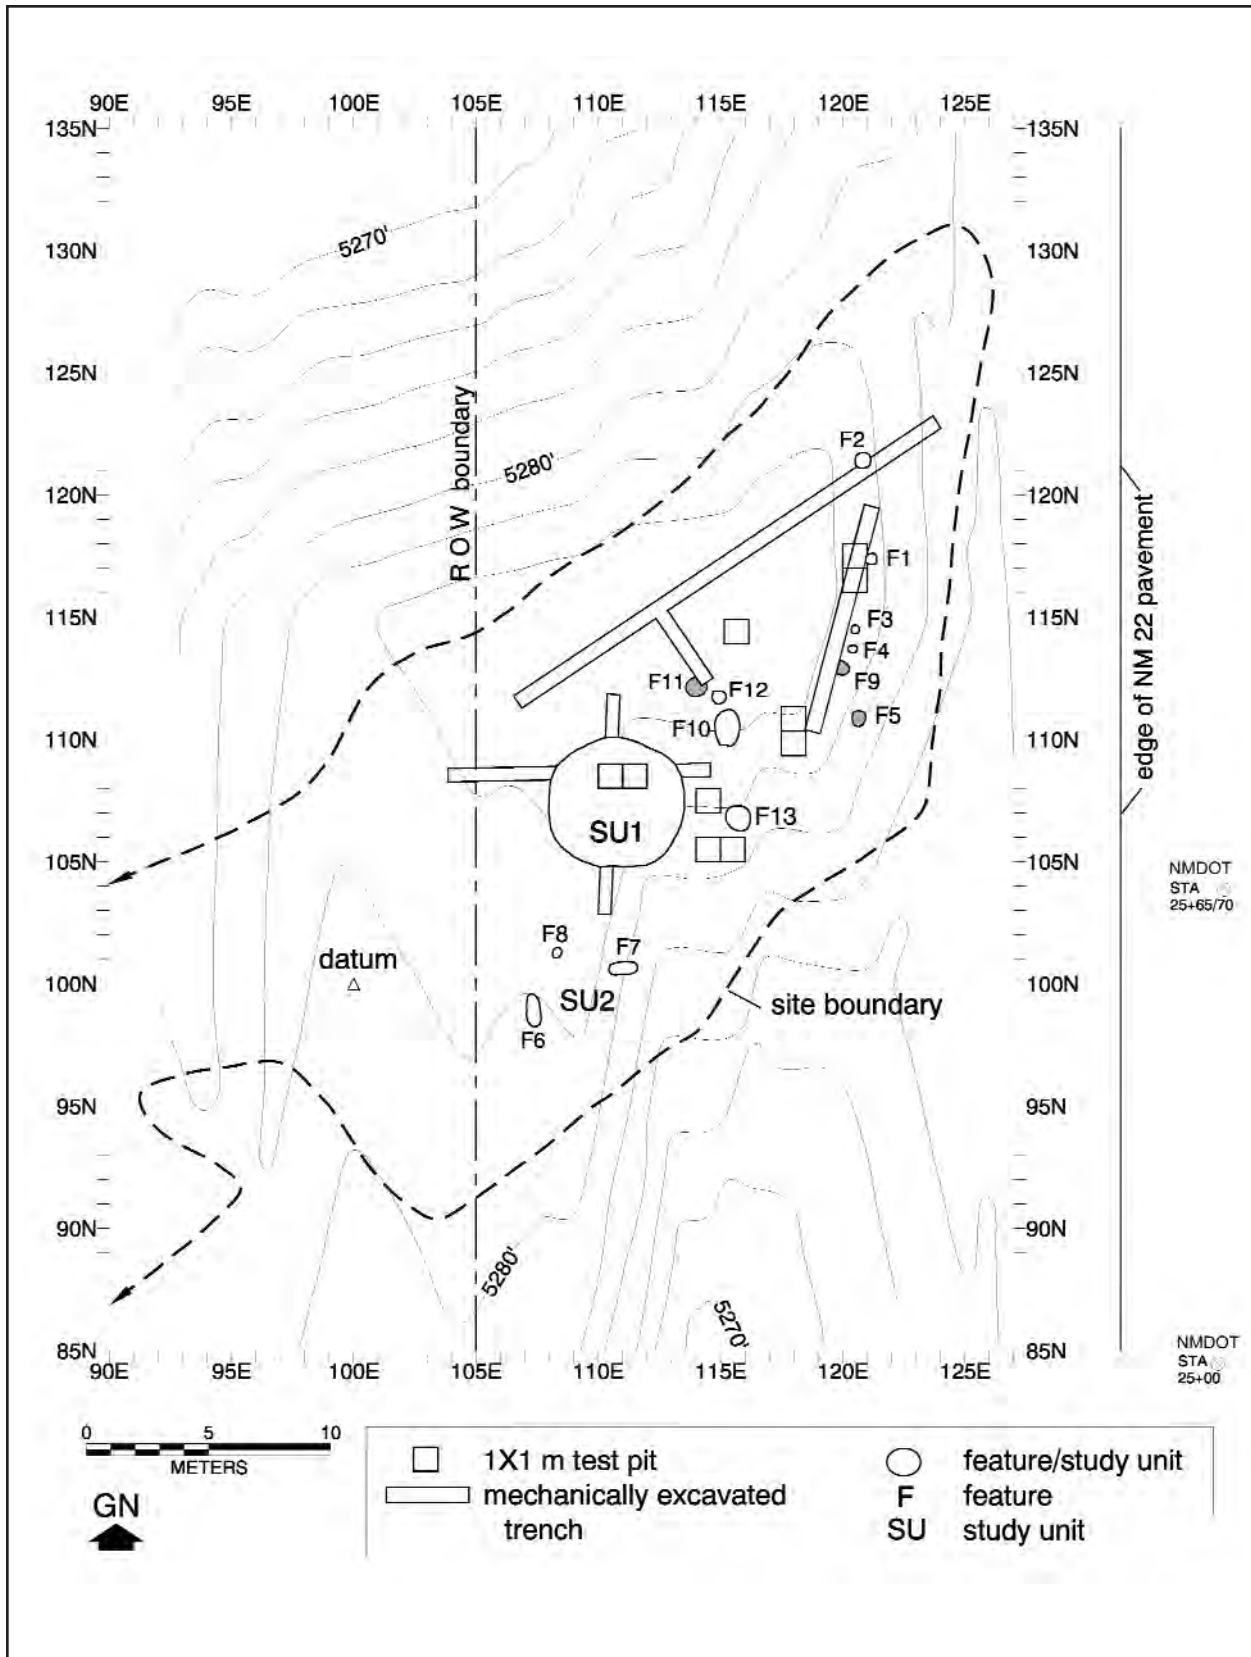 90E 95E 100E 105E 110E 115E 120E 125E
135N 135N
130N 130N
5270'
125N 125N
ROW boundary
F2
5280'
120N 120N
edge of NM 22 pavement
F1
115N 115N
F3
F4
F11 F12 F9
F10 F5
110N 110N
SU1 F13
105N 105N
NMDOT
STA
25+65/70
F8 F7
datum
100N 100N
SU2 site boundary
F6
95N 95N
90N 90N
5280'
5270'
85N 85N
NMDOT
STA
25+00
90E 95E 100E 105E 110E 115E 120E 125E
0 5 10
METERS
GN
1X1 m test pit
mechanically excavated
trench
feature/study unit
F feature
SU study unit